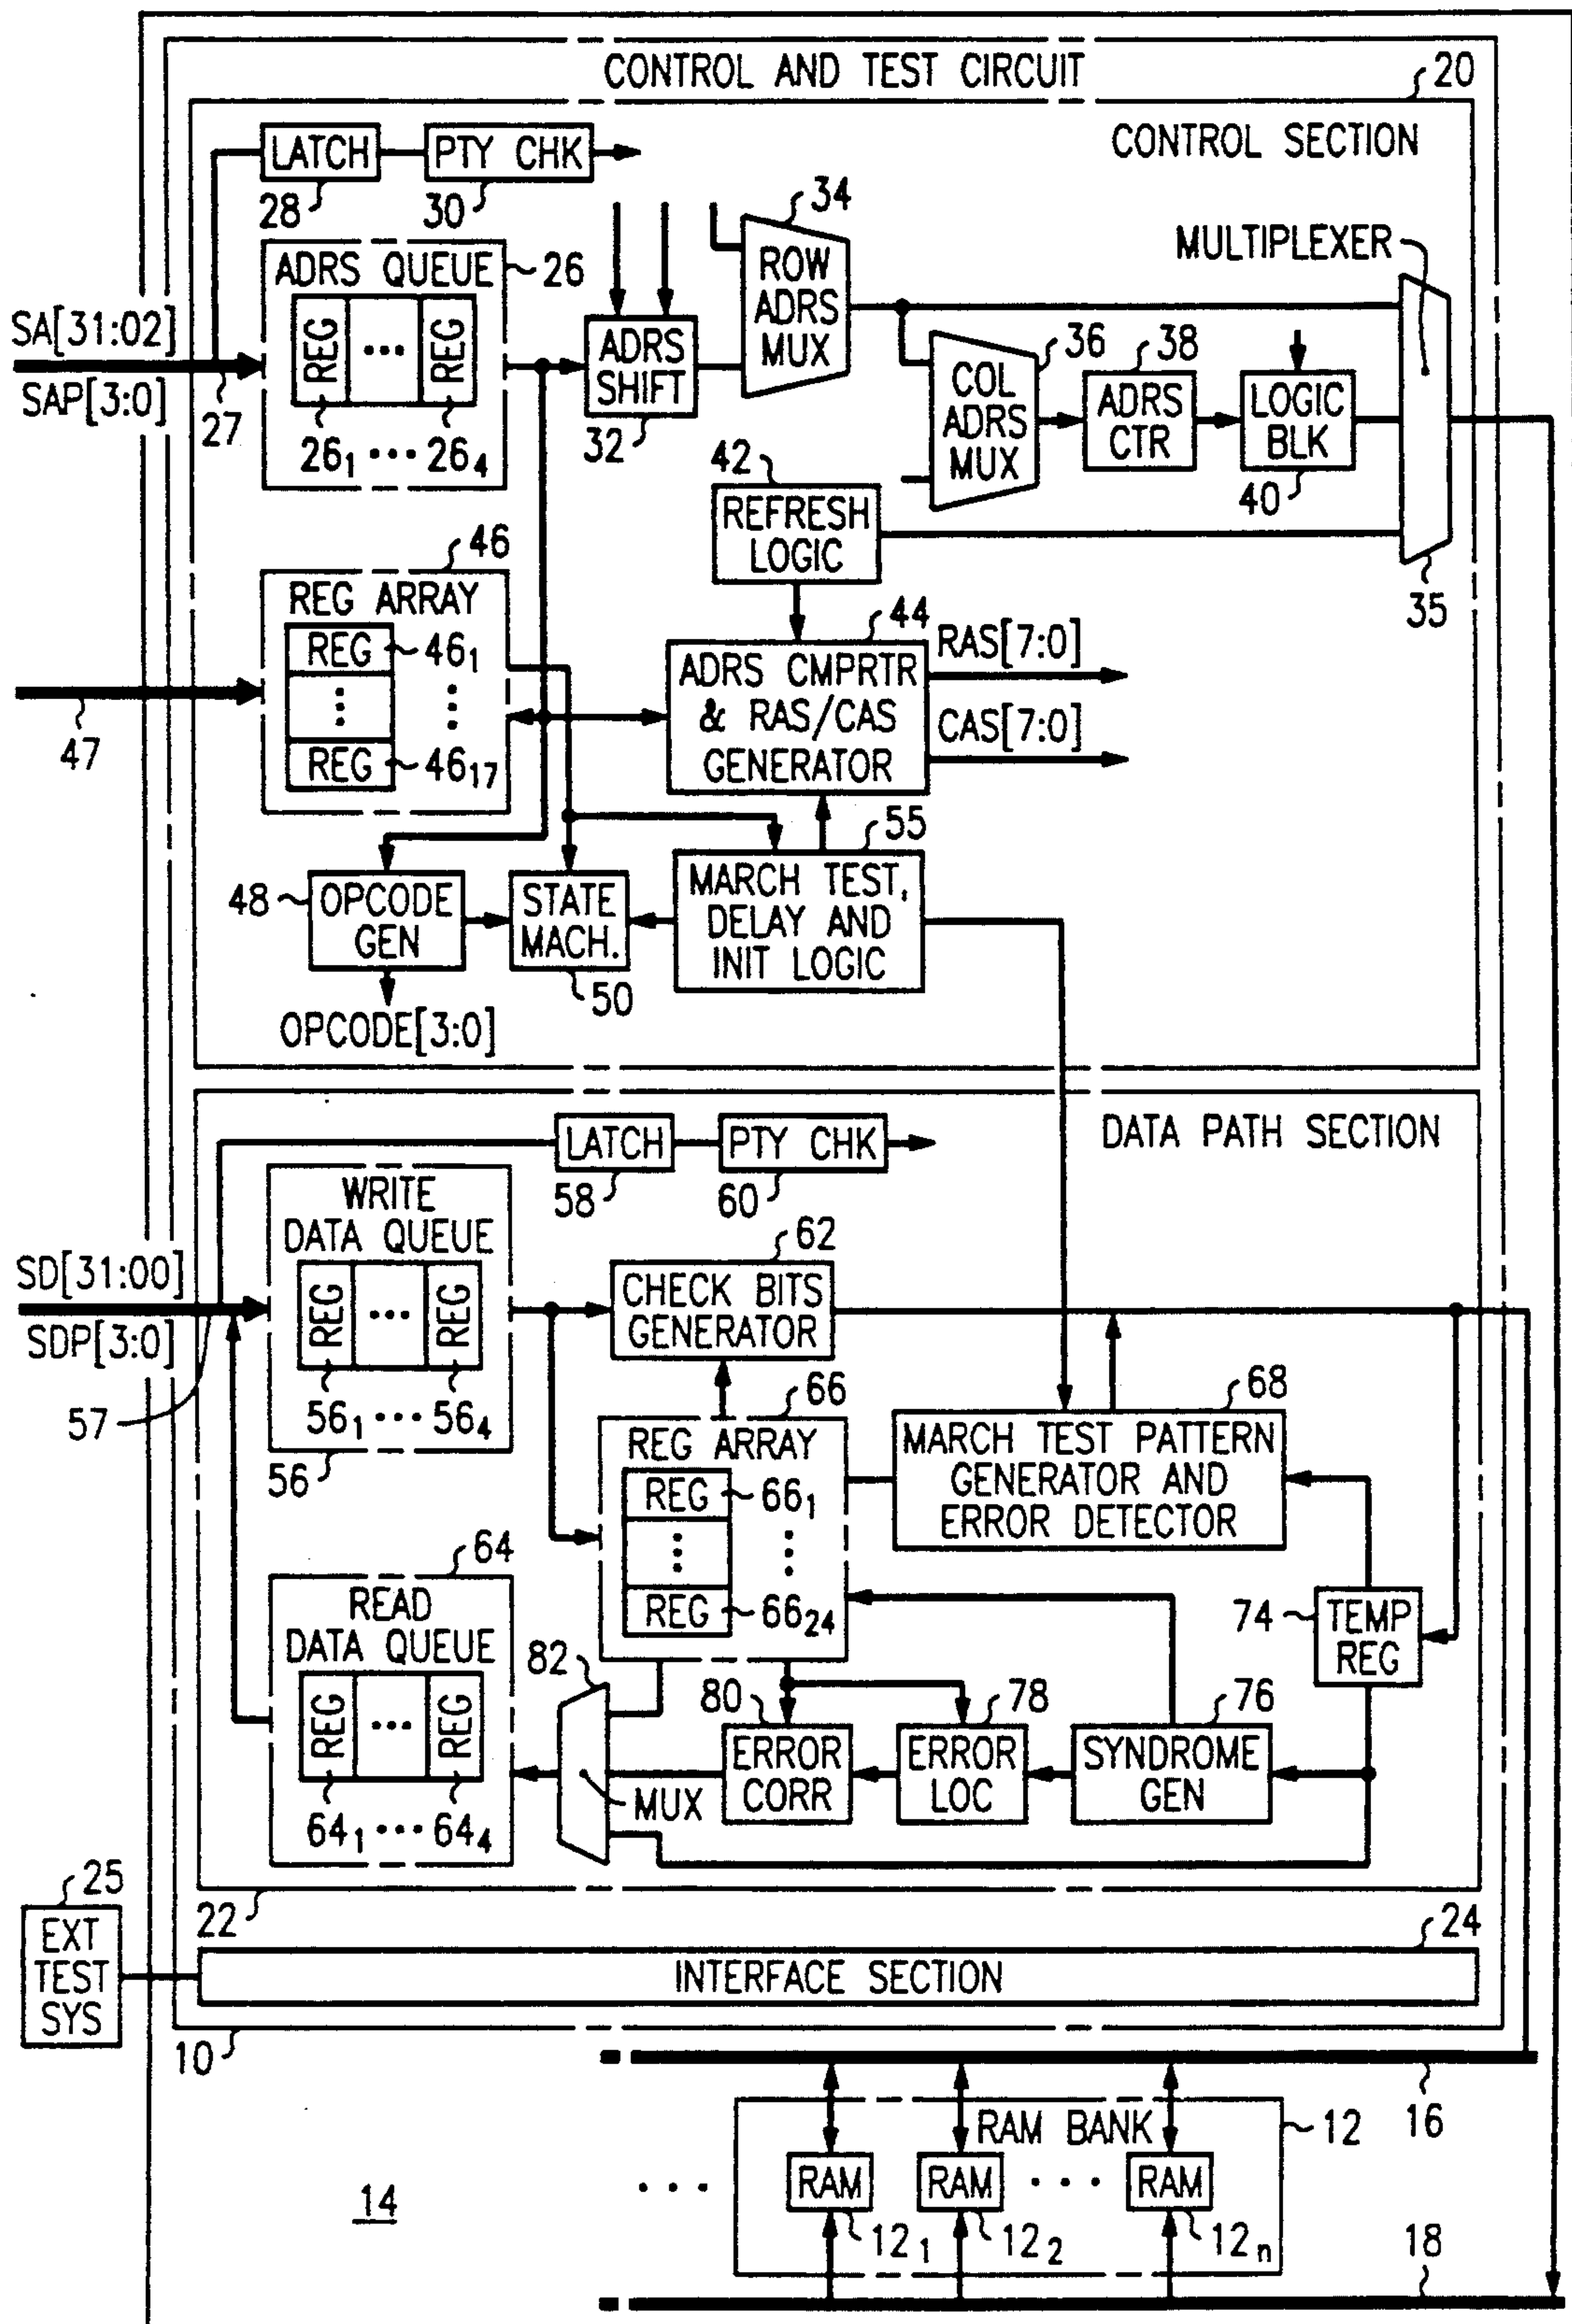 CONTROL AND TEST CIRCUIT
20
CONTROL SECTION
LATCH
PTY CHK
28
30
34
MULTIPLEXER
ADRS QUEUE
26
ROW
ADRS
MUX
SA[31:02]
SAP[3:0]
27
REG
...
REG
26₁ ... 26₄
ADRS
SHIFT
32
36
COL
ADRS
MUX
38
ADRS
CTR
LOGIC
BLK
40
42
REFRESH
LOGIC
35
46
REG ARRAY
REG
46₁
⋮
⋮
REG
46₁₇
47
44
ADRS CMPRTR
& RAS/CAS
GENERATOR
RAS[7:0]
CAS[7:0]
55
MARCH TEST,
DELAY AND
INIT LOGIC
48
OPCODE
GEN
STATE
MACH.
50
OPCODE[3:0]
DATA PATH SECTION
LATCH
PTY CHK
58
60
WRITE
DATA QUEUE
SD[31:00]
SDP[3:0]
57
REG
...
REG
56₁ ... 56₄
56
62
CHECK BITS
GENERATOR
66
REG ARRAY
REG
66₁
⋮
⋮
REG
66₂₄
68
MARCH TEST PATTERN
GENERATOR AND
ERROR DETECTOR
64
READ
DATA QUEUE
REG
...
REG
64₁ ... 64₄
74
TEMP
REG
82
MUX
80
ERROR
CORR
78
ERROR
LOC
76
SYNDROME
GEN
25
EXT
TEST
SYS
22
24
INTERFACE SECTION
10
16
RAM BANK
12
...
RAM
RAM
...
RAM
12₁
12₂
12ₙ
14
18